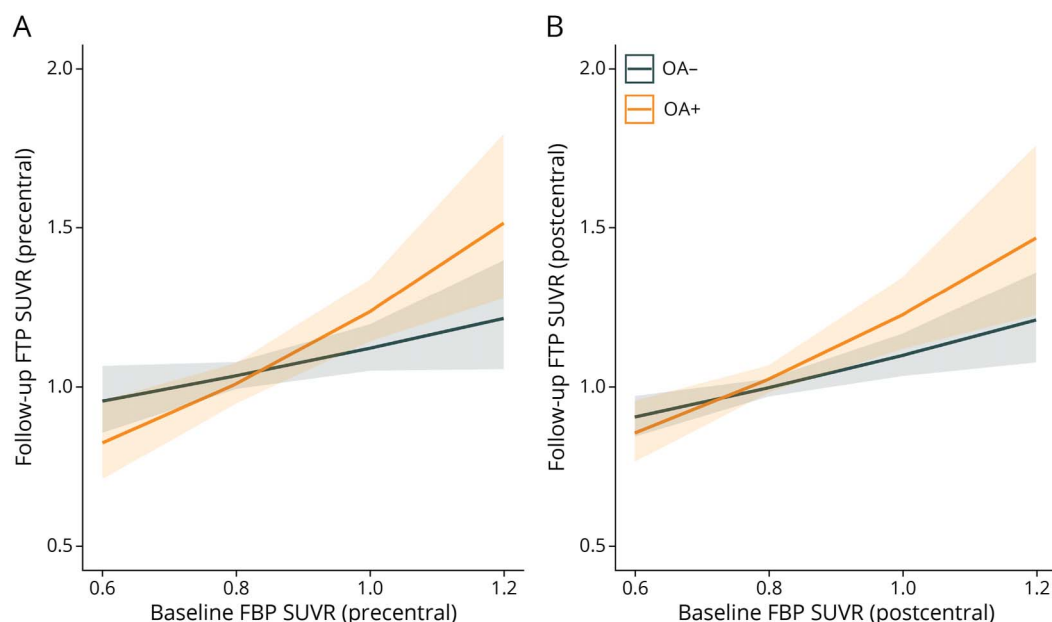 A
Follow-up FTP SUVR (precentral)
2.0
1.5
1.0
0.5
0.6 0.8 1.0 1.2
Baseline FBP SUVR (precentral)
B
OA–
OA+
Follow-up FTP SUVR (postcentral)
2.0
1.5
1.0
0.5
0.6 0.8 1.0 1.2
Baseline FBP SUVR (postcentral)